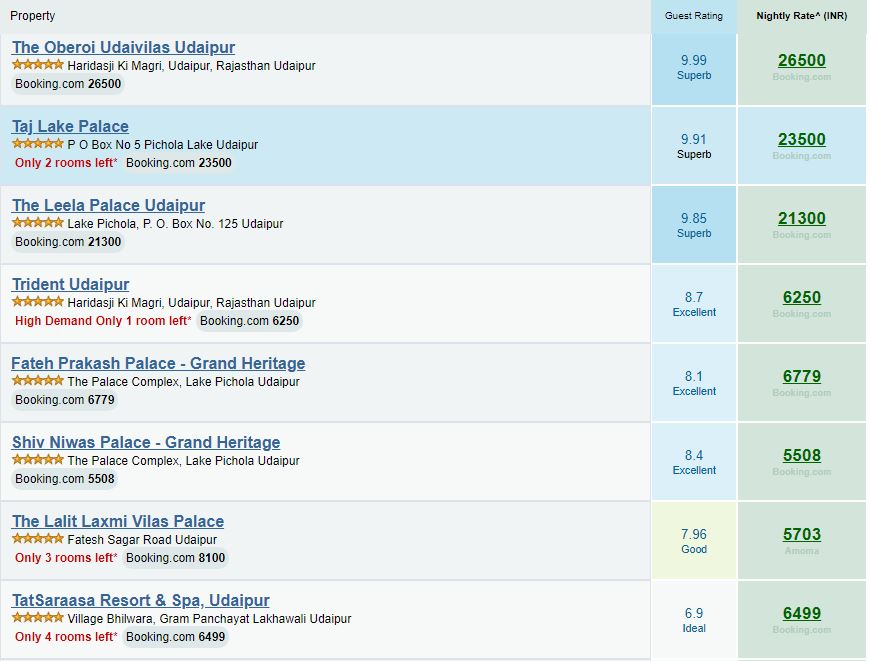 Property Guest Rating Nightly Rate^ (INR)
The Oberoi Udaivilas Udaipur
Haridasji Ki Magri, Udaipur, Rajasthan Udaipur
Booking.com 26500
9.99
Superb
26500
Booking.com
Taj Lake Palace
P O Box No 5 Pichola Lake Udaipur
Only 2 rooms left* Booking.com 23500
9.91
Superb
23500
Booking.com
The Leela Palace Udaipur
Lake Pichola, P. O. Box No. 125 Udaipur
Booking.com 21300
9.85
Superb
21300
Booking.com
Trident Udaipur
Haridasji Ki Magri, Udaipur, Rajasthan Udaipur
High Demand Only 1 room left* Booking.com 6250
8.7
Excellent
6250
Booking.com
Fateh Prakash Palace - Grand Heritage
The Palace Complex, Lake Pichola Udaipur
Booking.com 6779
8.1
Excellent
6779
Booking.com
Shiv Niwas Palace - Grand Heritage
The Palace Complex, Lake Pichola Udaipur
Booking.com 5508
8.4
Excellent
5508
Booking.com
The Lalit Laxmi Vilas Palace
Fatesh Sagar Road Udaipur
Only 3 rooms left* Booking.com 8100
7.96
Good
5703
Amoma
TatSaraasa Resort & Spa, Udaipur
Village Bhilwara, Gram Panchayat Lakhawali Udaipur
Only 4 rooms left* Booking.com 6499
6.9
Ideal
6499
Booking.com